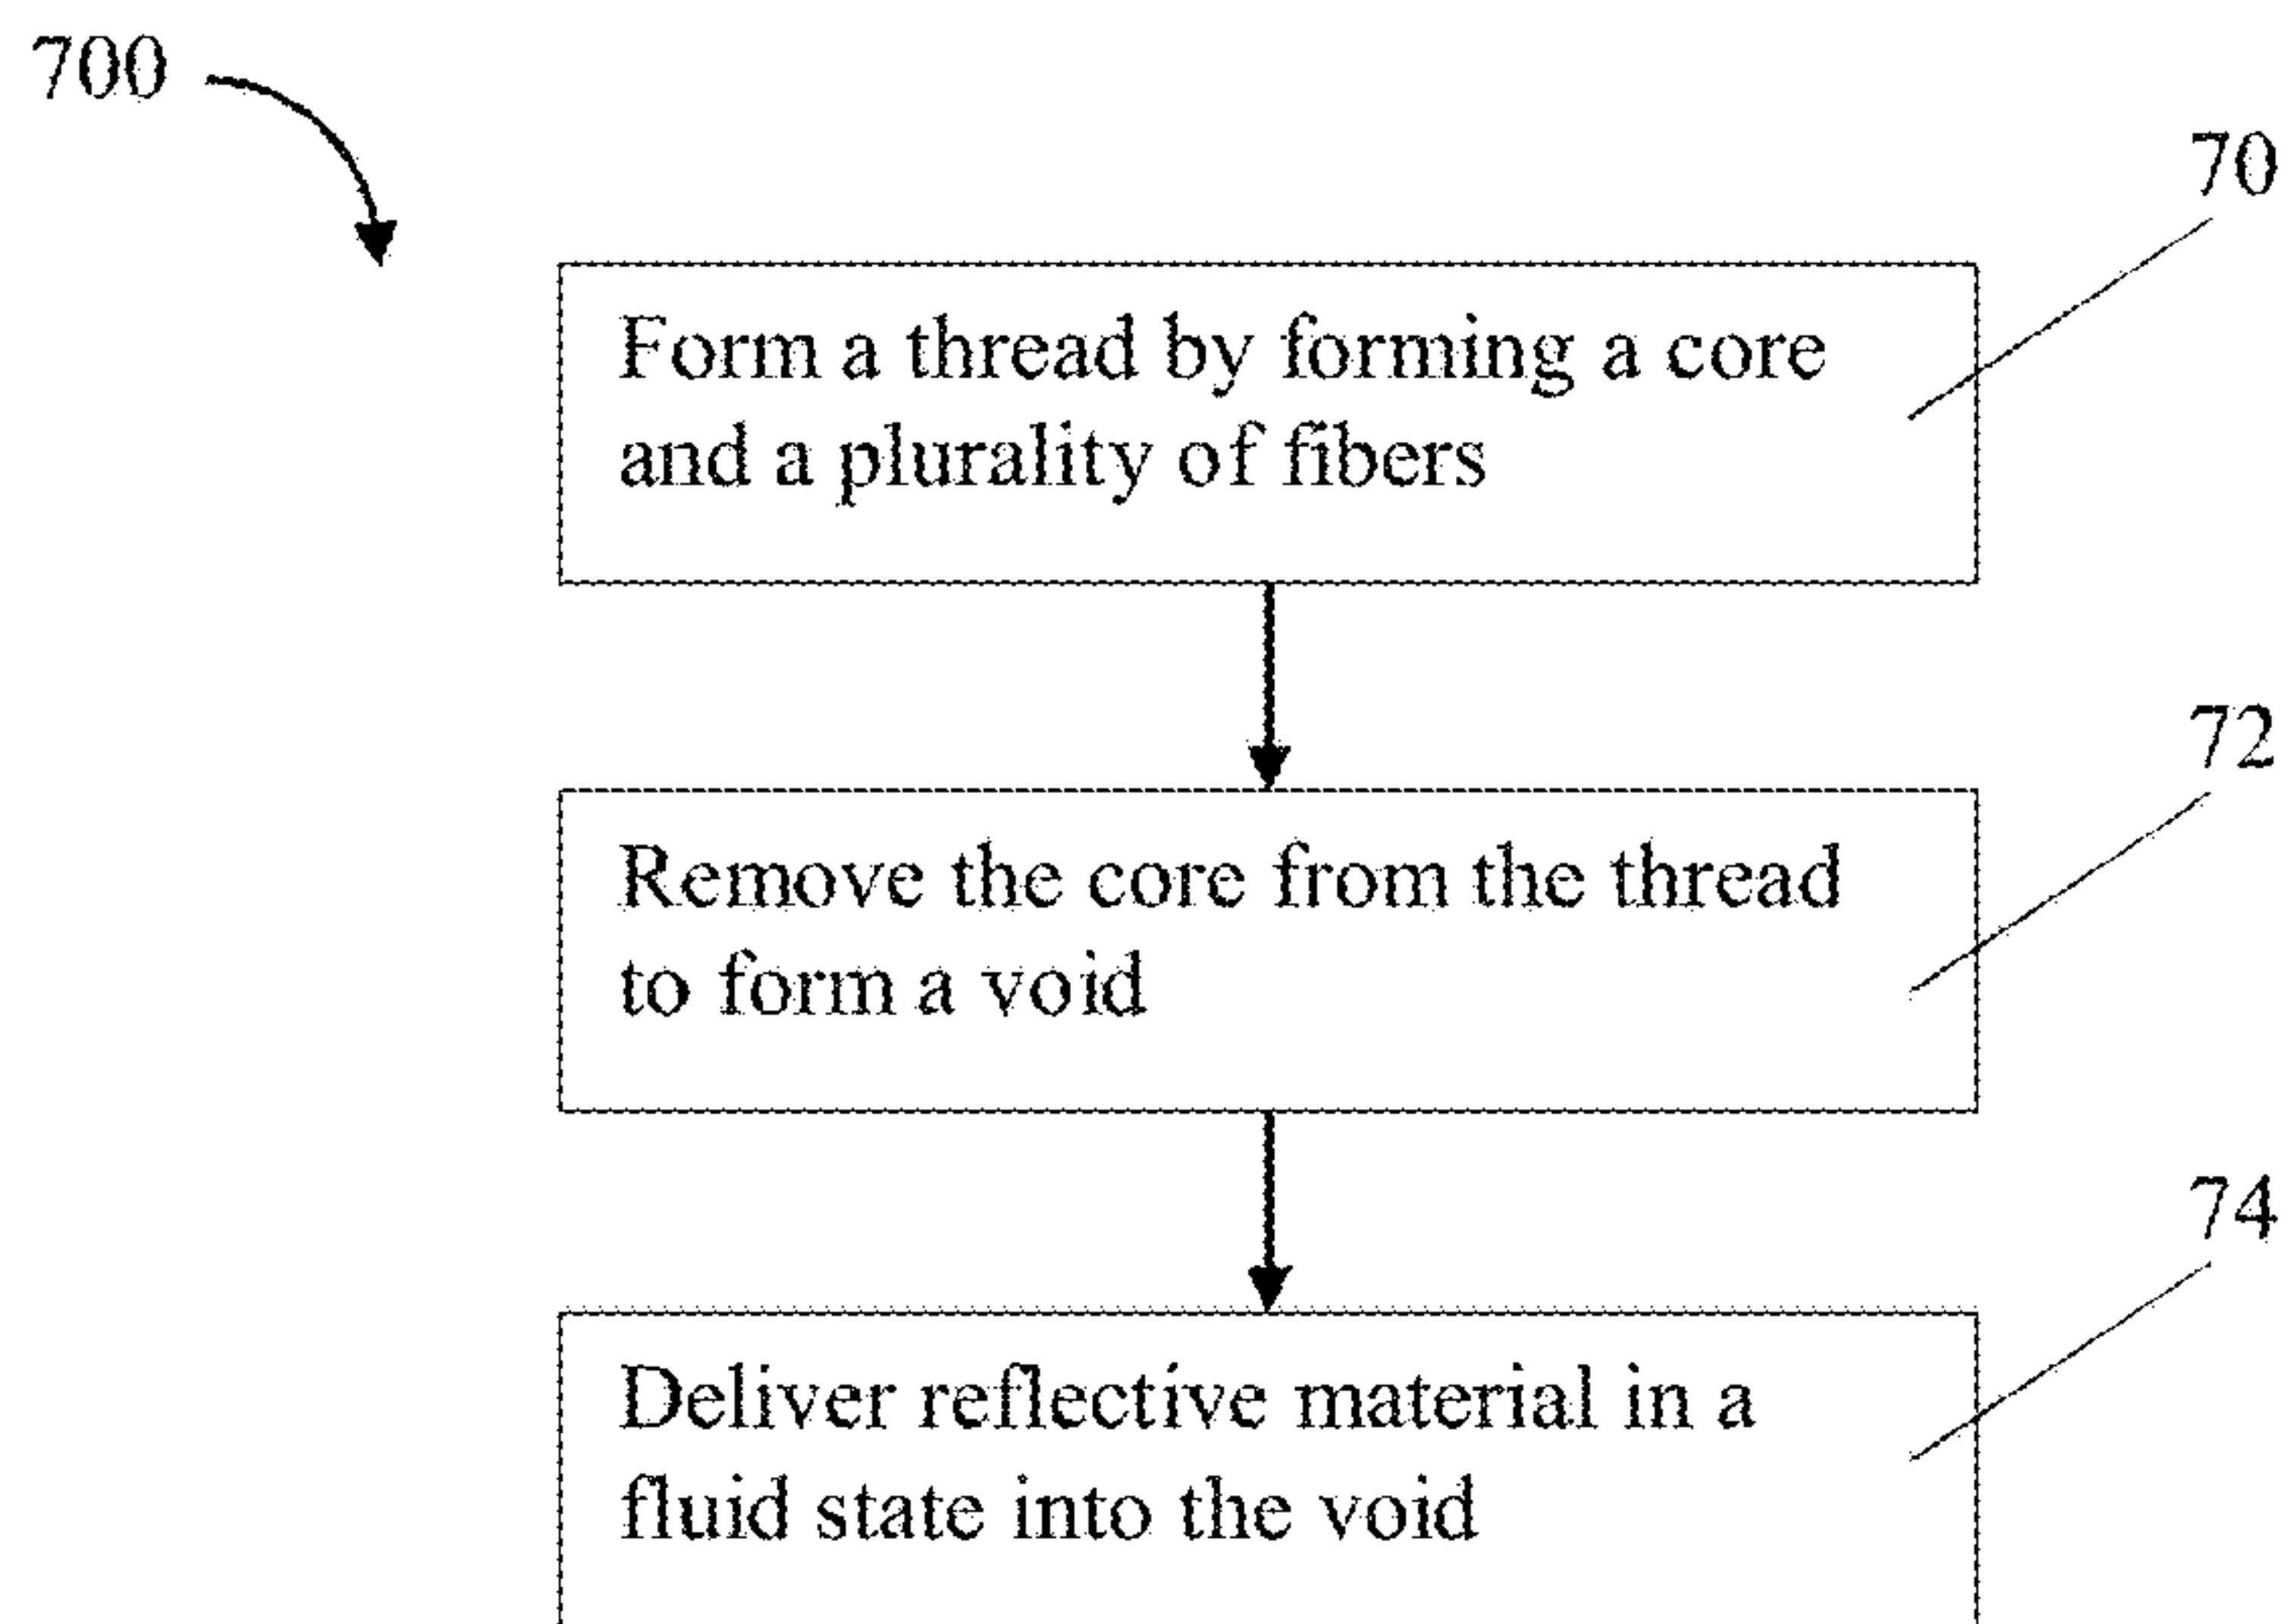 700
70
Form a thread by forming a core
and a plurality of fibers
72
Remove the core from the thread
to form a void
74
Deliver reflective material in a
fluid state into the void